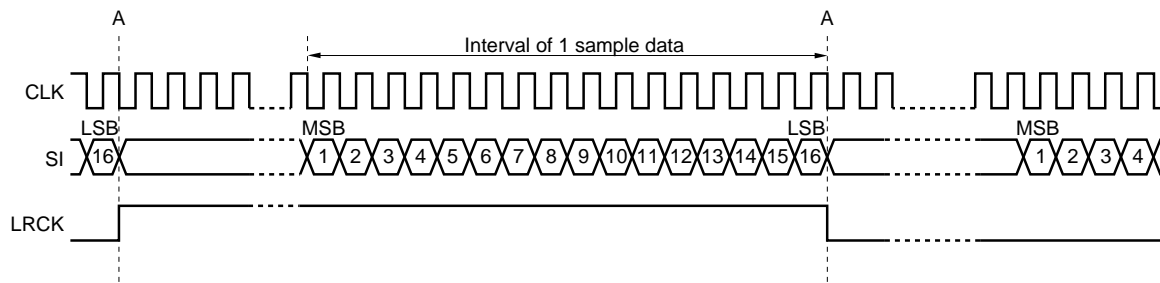 A A
Interval of 1 sample data
CLK
LSB MSB LSB MSB
SI 16 1 2 3 4 5 6 7 8 9 10 11 12 13 14 15 16 1 2 3 4
LRCK